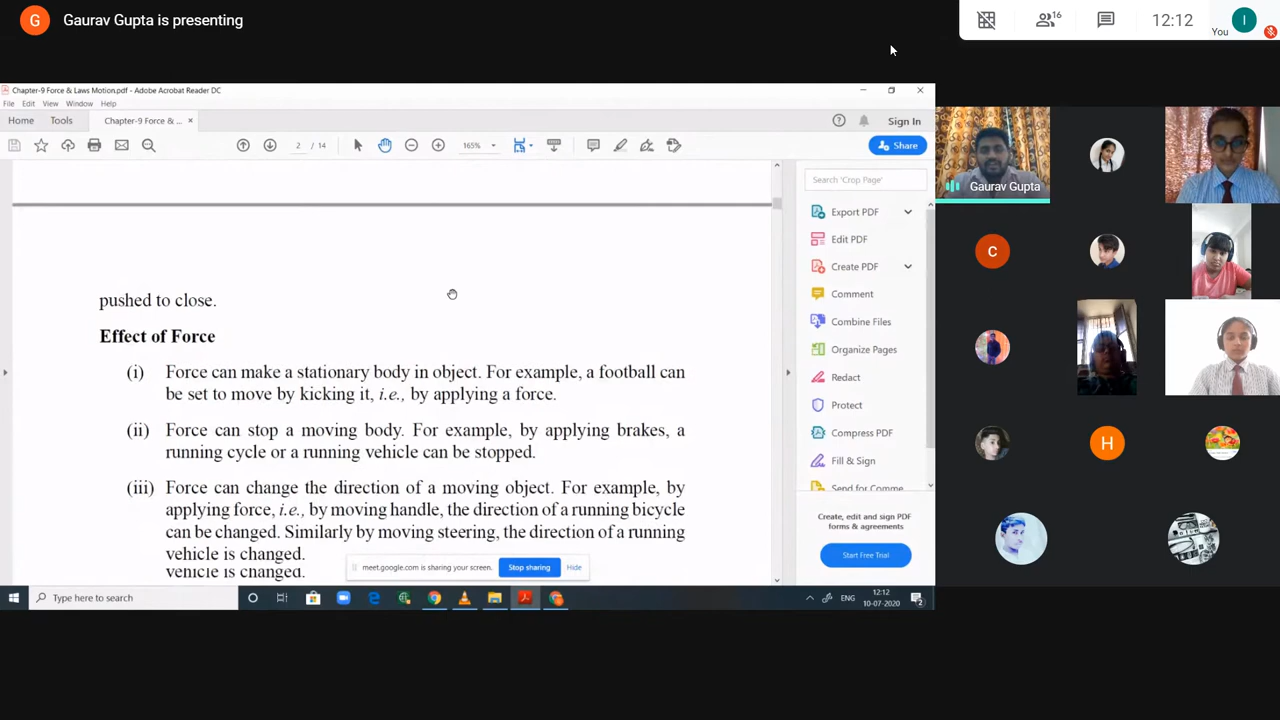 G Gaurav Gupta is presenting
16
12:12
You
I
Chapter-9 Force & Laws Motion.pdf - Adobe Acrobat Reader DC
File Edit View Window Help
Home Tools Chapter-9 Force & ... × Sign In
2 / 14 165% Share
Search 'Crop Page'
Export PDF
Edit PDF
Create PDF
Comment
Combine Files
Organize Pages
Redact
Protect
Compress PDF
Fill & Sign
Send for Comme
Create, edit and sign PDF
forms & agreements
Start Free Trial
pushed to close.
Effect of Force
(i) Force can make a stationary body in object. For example, a football can
be set to move by kicking it, i.e., by applying a force.
(ii) Force can stop a moving body. For example, by applying brakes, a
running cycle or a running vehicle can be stopped.
(iii) Force can change the direction of a moving object. For example, by
applying force, i.e., by moving handle, the direction of a running bicycle
can be changed. Similarly by moving steering, the direction of a running
vehicle is changed.
vehicle is changed.
meet.google.com is sharing your screen. Stop sharing Hide
Type here to search
ENG
12:12
10-07-2020
2
Gaurav Gupta
C
H